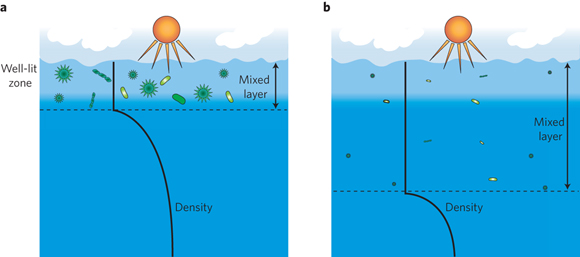 a
Well-lit
zone
Mixed
layer
Density
b
Mixed
layer
Density